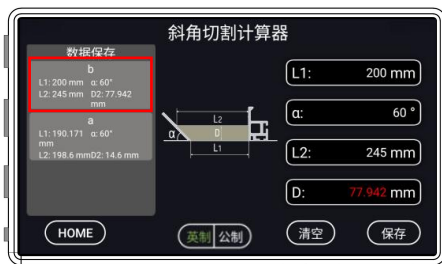 斜角切割计算器
数据保存
b
L1: 200 mm α: 60°
L2: 245 mm D2: 77.942
mm
a
L1: 190.171 α: 60°
mm
L2: 198.6 mm D2: 14.6 mm
L2
α
D
L1
L1: 200 mm
α: 60 °
L2: 245 mm
D: 77.942 mm
HOME
英制 公制
清空
保存